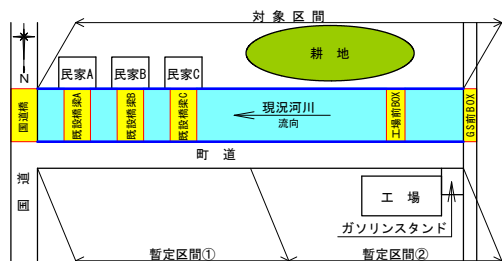 対象区間
N
民家A
民家B
民家C
耕地
国道橋
既設橋梁A
既設橋梁B
既設橋梁C
現況河川
流向
工場前BOX
GS前BOX
町道
国道
工場
ガソリンスタンド
暫定区間①
暫定区間②